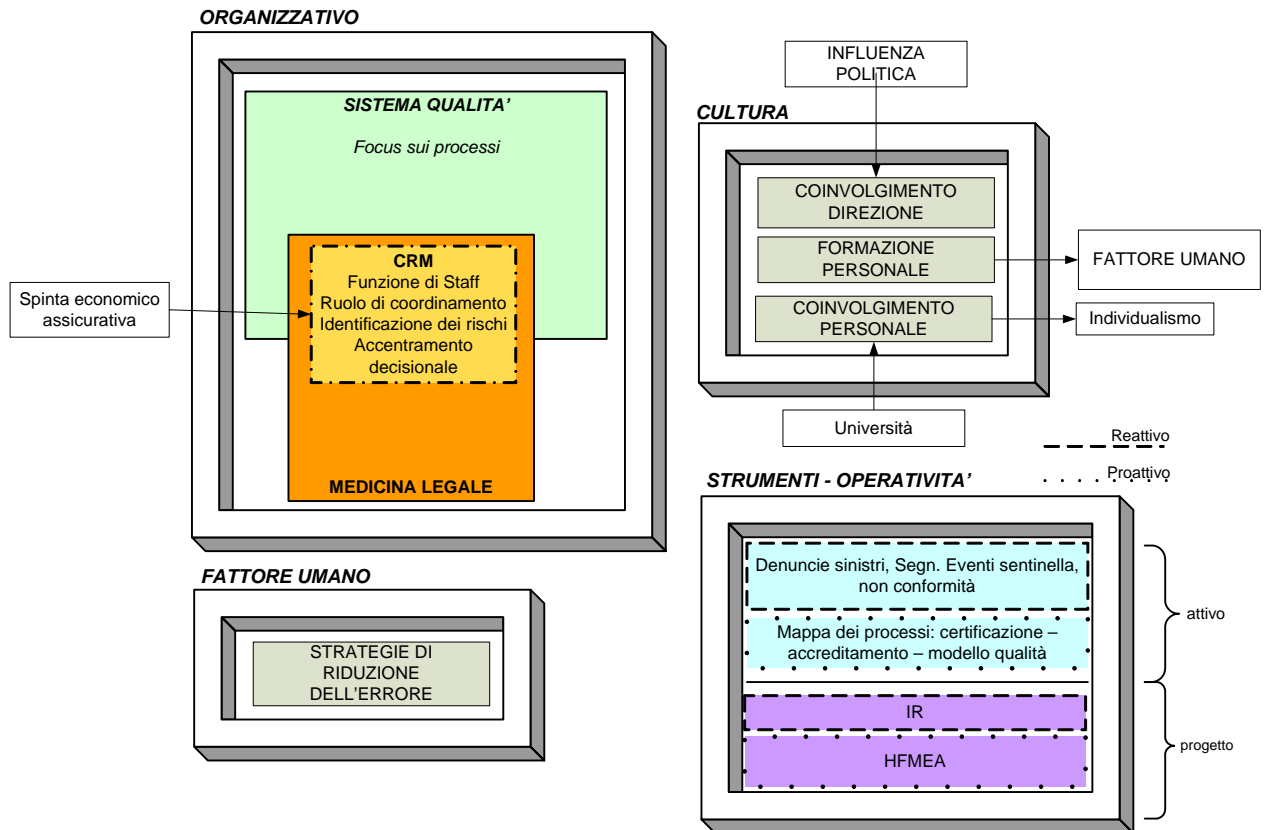 ORGANIZZATIVO
SISTEMA QUALITA'
Focus sui processi
CRM
Funzione di Staff
Ruolo di coordinamento
Identificazione dei rischi
Accentramento
decisionale
MEDICINA LEGALE
Spinta economico
assicurativa
INFLUENZA
POLITICA
CULTURA
COINVOLGIMENTO
DIREZIONE
FORMAZIONE
PERSONALE
COINVOLGIMENTO
PERSONALE
FATTORE UMANO
Individualismo
Università
Reattivo
Proattivo
FATTORE UMANO
STRATEGIE DI
RIDUZIONE
DELL'ERRORE
STRUMENTI - OPERATIVITA'
Denuncie sinistri, Segn. Eventi sentinella,
non conformità
Mappa dei processi: certificazione –
accreditamento – modello qualità
attivo
IR
HFMEA
progetto